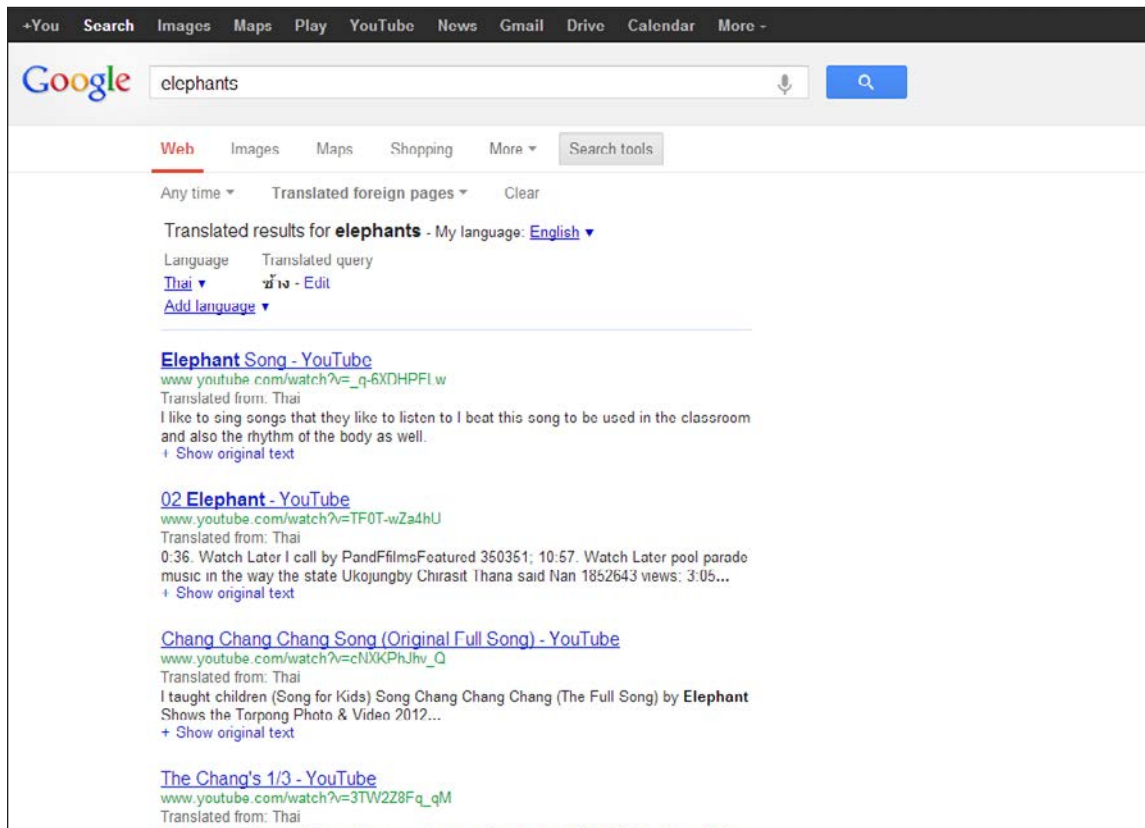 +You Search Images Maps Play YouTube News Gmail Drive Calendar More
Google elephants
Web Images Maps Shopping More Search tools
Any time Translated foreign pages Clear
Translated results for elephants - My language: English
Language Translated query
Thai ช้าง - Edit
Add language
Elephant Song - YouTube
www.youtube.com/watch?v=_q-6XDHPFLw
Translated from: Thai
I like to sing songs that they like to listen to I beat this song to be used in the classroom
and also the rhythm of the body as well.
+ Show original text
02 Elephant - YouTube
www.youtube.com/watch?v=TF0T-wZa4hU
Translated from: Thai
0:36. Watch Later I call by PandFfilmsFeatured 350351; 10:57. Watch Later pool parade
music in the way the state Ukojungby Chirasit Thana said Nan 1852643 views; 3:05...
+ Show original text
Chang Chang Chang Song (Original Full Song) - YouTube
www.youtube.com/watch?v=cNXKPhJhv_Q
Translated from: Thai
I taught children (Song for Kids) Song Chang Chang Chang (The Full Song) by Elephant
Shows the Torpong Photo & Video 2012...
+ Show original text
The Chang's 1/3 - YouTube
www.youtube.com/watch?v=3TW2Z8Fq_qM
Translated from: Thai